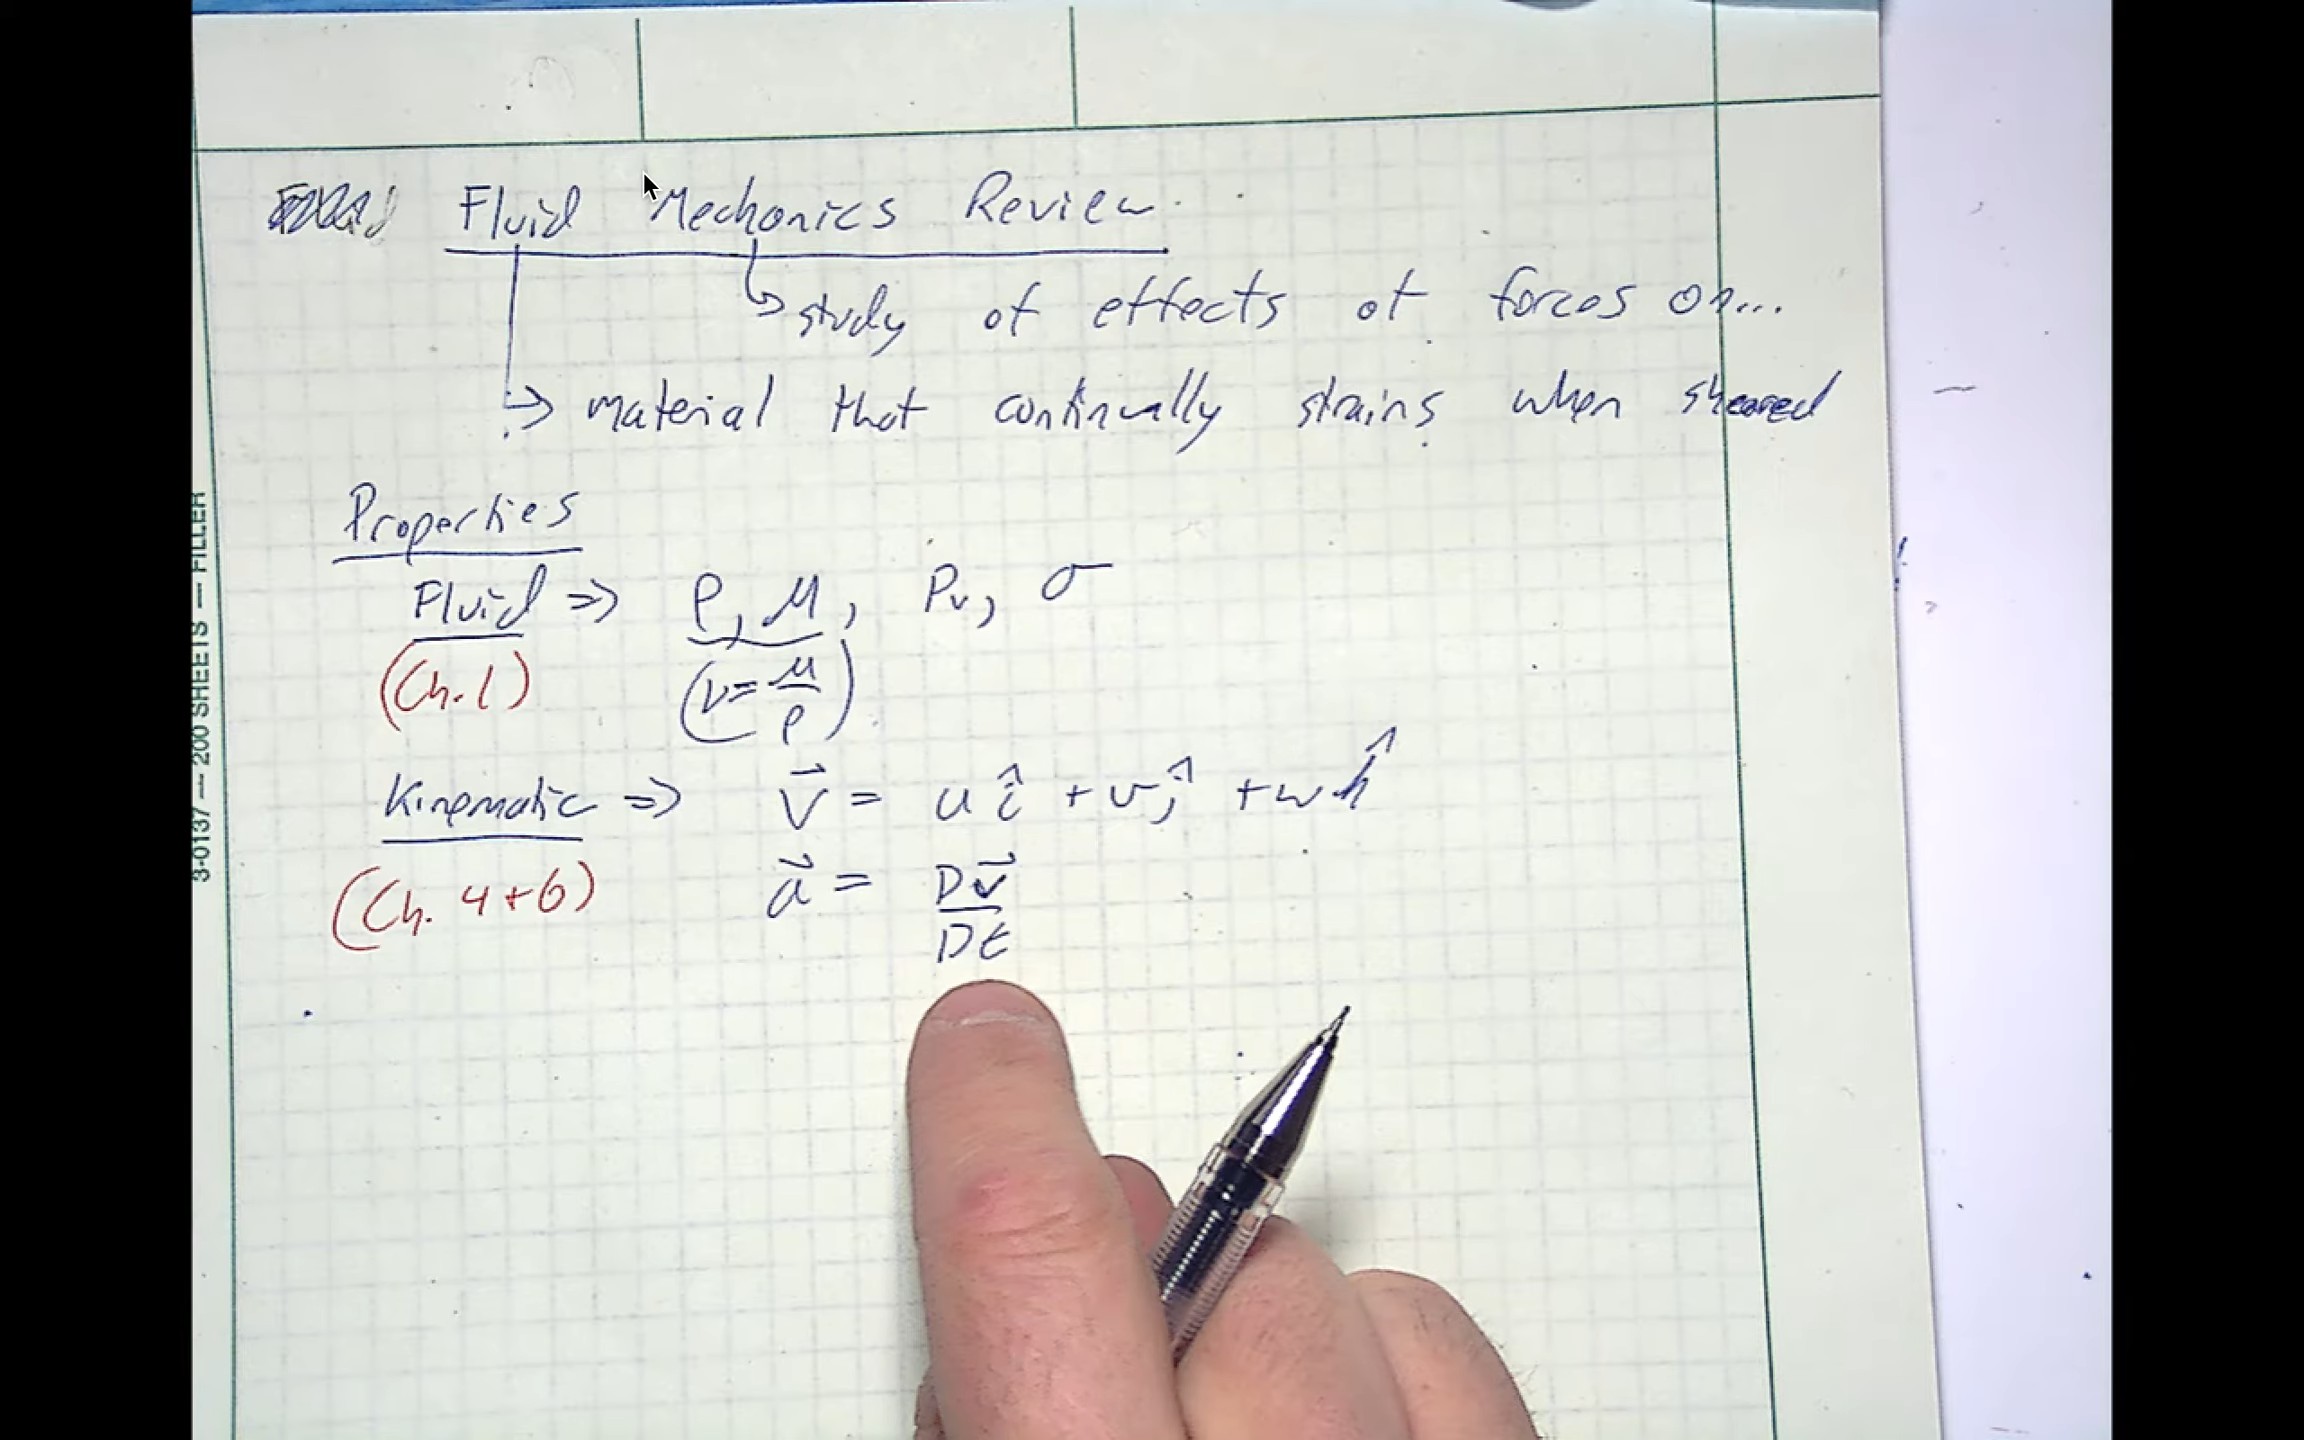 Fluid Mechanics Review
↳ study of effects of forces on...
↳ material that continually strains when sheared
Properties
Fluid ⇒ ρ, μ, Pv, σ
(Ch. 1) (ν = μ/ρ)
Kinematic ⇒ V⃗ = u î + v ĵ + w k̂
(Ch. 4+6) a⃗ = DV⃗/Dt
3-0137 — 200 SHEETS — FILLER